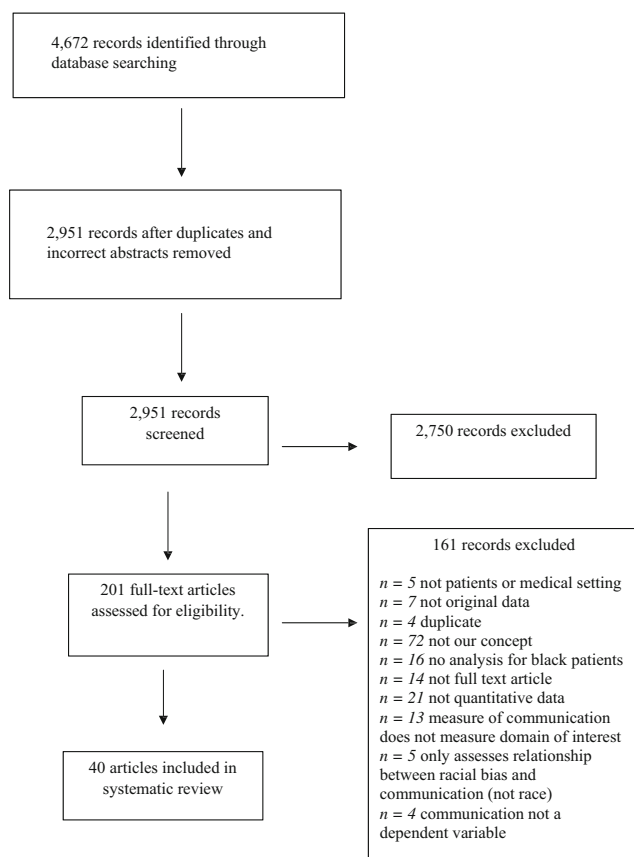 4,672 records identified through
database searching
2,951 records after duplicates and
incorrect abstracts removed
2,951 records
screened
2,750 records excluded
201 full-text articles
assessed for eligibility.
161 records excluded
n = 5 not patients or medical setting
n = 7 not original data
n = 4 duplicate
n = 72 not our concept
n = 16 no analysis for black patients
n = 14 not full text article
n = 21 not quantitative data
n = 13 measure of communication
does not measure domain of interest
n = 5 only assesses relationship
between racial bias and
communication (not race)
n = 4 communication not a
dependent variable
40 articles included in
systematic review